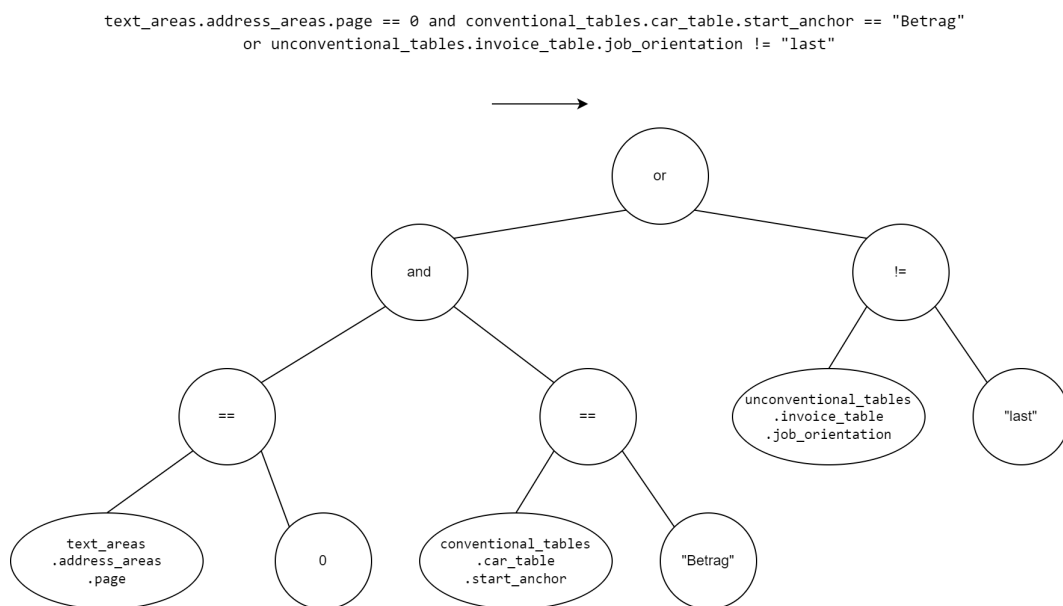 text_areas.address_areas.page == 0 and conventional_tables.car_table.start_anchor == "Betrag"
or unconventional_tables.invoice_table.job_orientation != "last"
or
and
!=
==
==
unconventional_tables
.invoice_table
.job_orientation
"last"
text_areas
.address_areas
.page
0
conventional_tables
.car_table
.start_anchor
"Betrag"